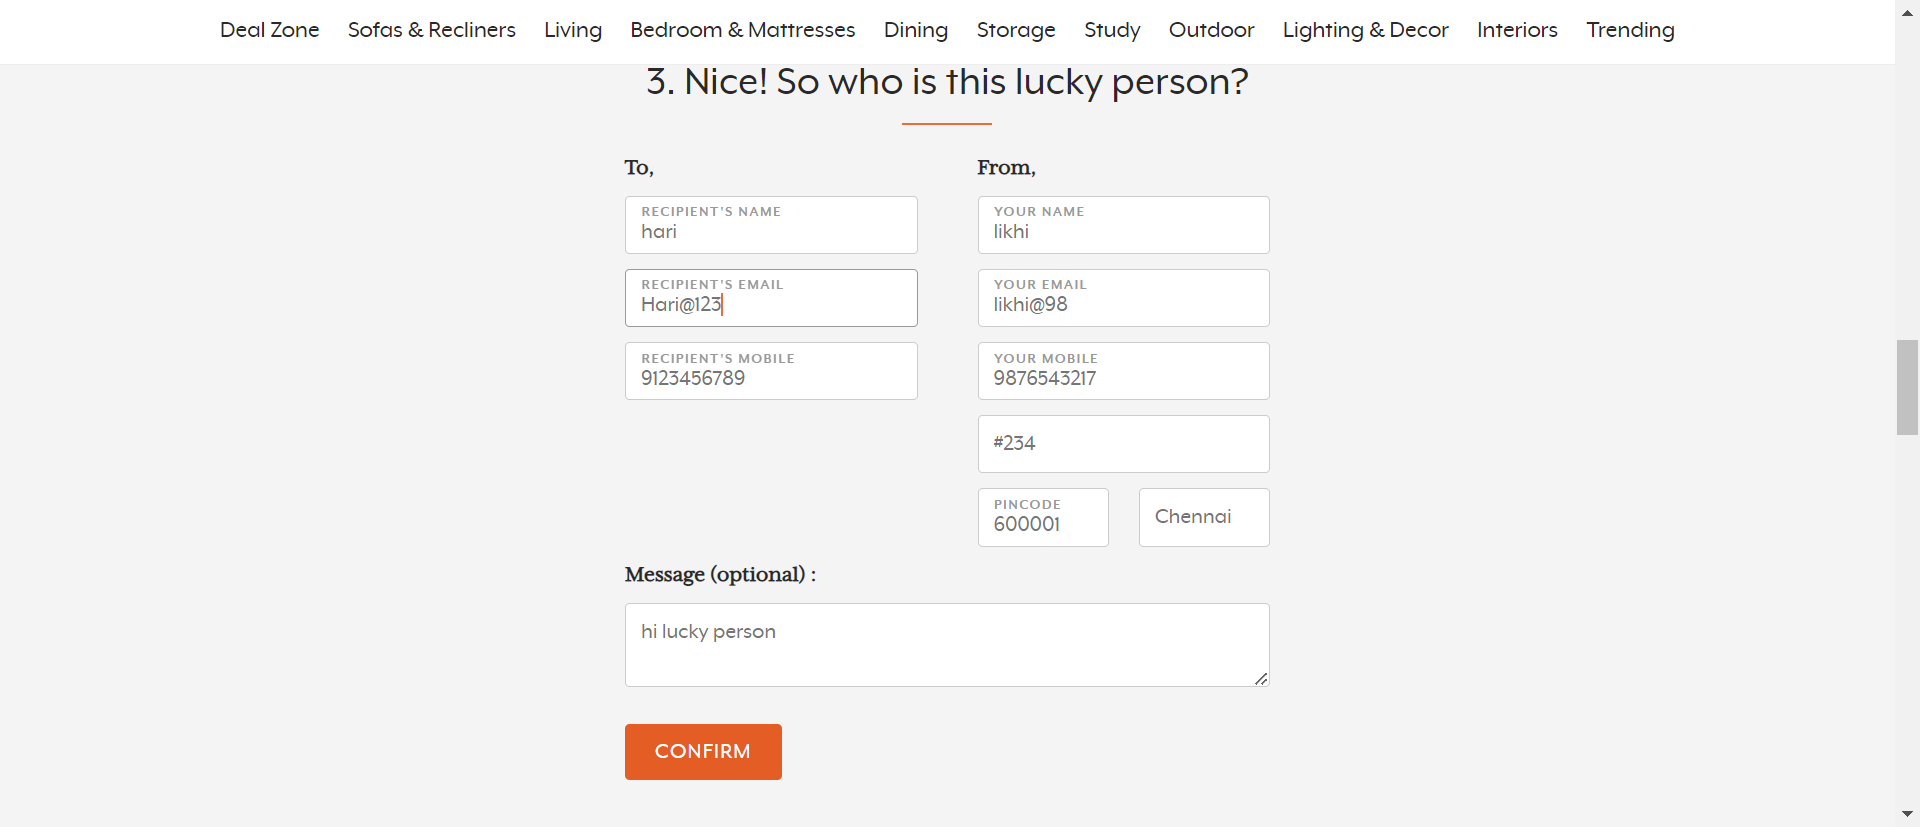 Deal Zone Sofas & Recliners Living Bedroom & Mattresses Dining Storage Study Outdoor Lighting & Decor Interiors Trending
3. Nice! So who is this lucky person?
To,
RECIPIENT'S NAME
hari
RECIPIENT'S EMAIL
Hari@123
RECIPIENT'S MOBILE
9123456789
From,
YOUR NAME
likhi
YOUR EMAIL
likhi@98
YOUR MOBILE
9876543217
#234
PINCODE
600001
Chennai
Message (optional) :
hi lucky person
CONFIRM